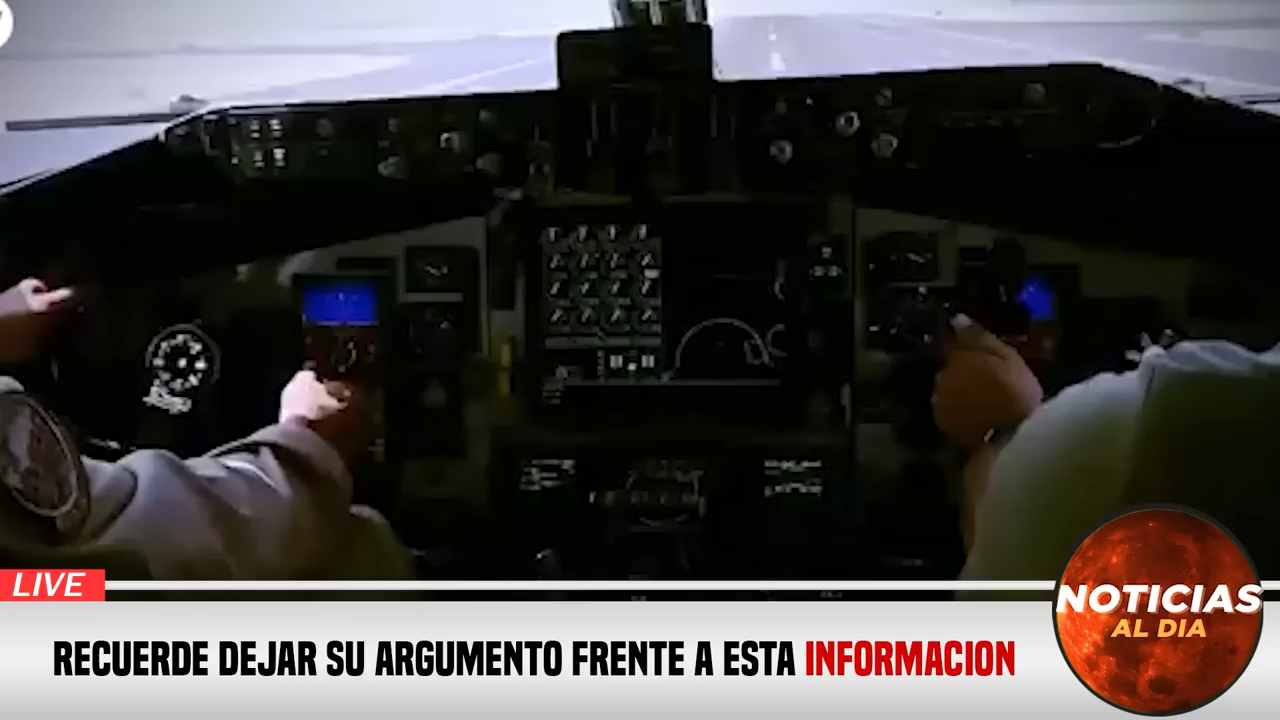 LIVE
RECUERDE DEJAR SU ARGUMENTO FRENTE A ESTA INFORMACION
NOTICIAS
AL DIA